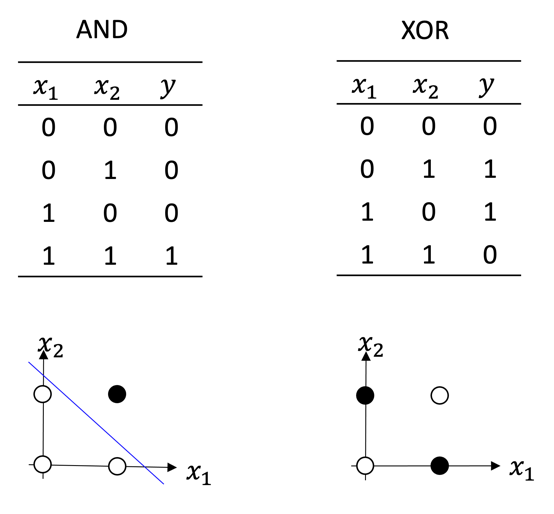 AND
x₁ x₂ y
0 0 0
0 1 0
1 0 0
1 1 1
x₂
x₁
XOR
x₁ x₂ y
0 0 0
0 1 1
1 0 1
1 1 0
x₂
x₁